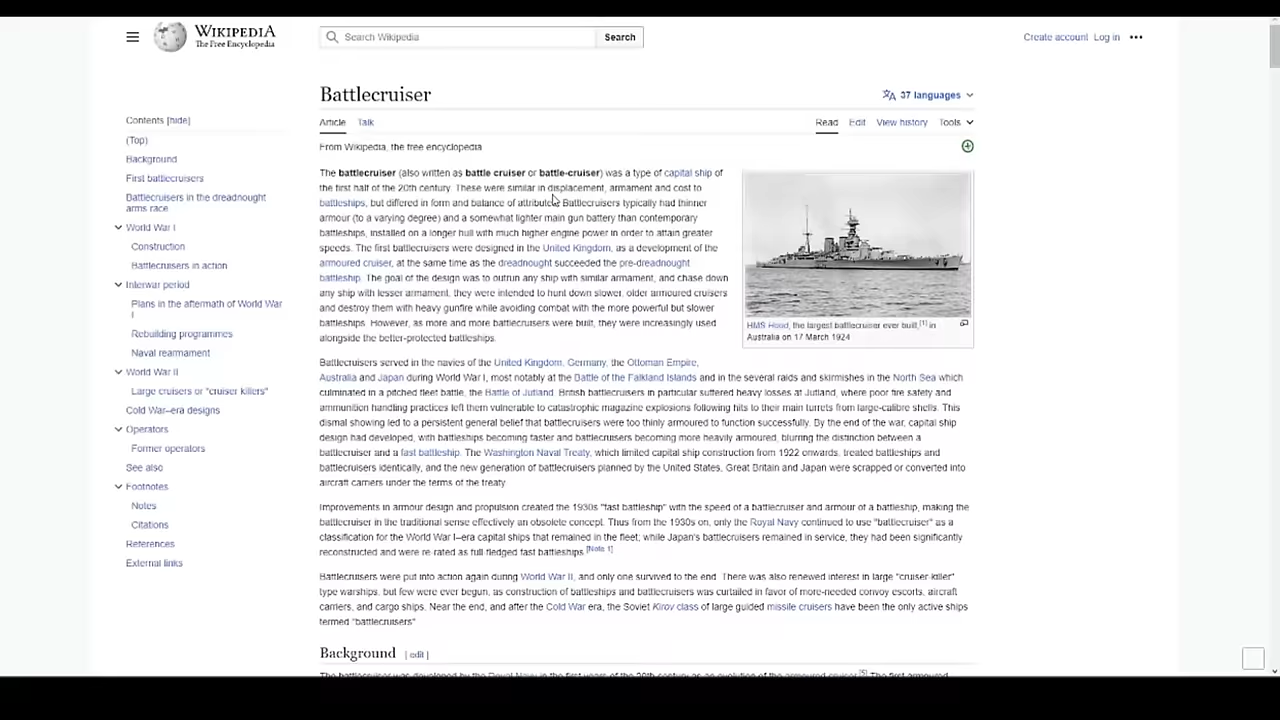 WIKIPEDIA
The Free Encyclopedia
Search Wikipedia
Search
Create account Log in •••
Battlecruiser
37 languages
Article Talk
Read Edit View history Tools
From Wikipedia, the free encyclopedia
Contents [hide]
(Top)
Background
First battlecruisers
Battlecruisers in the dreadnought
arms race
World War I
Construction
Battlecruisers in action
Interwar period
Plans in the aftermath of World War
I
Rebuilding programmes
Naval rearmament
World War II
Large cruisers or "cruiser killers"
Cold War–era designs
Operators
Former operators
See also
Footnotes
Notes
Citations
References
External links
The battlecruiser (also written as battle cruiser or battle-cruiser) was a type of capital ship of
the first half of the 20th century. These were similar in displacement, armament and cost to
battleships, but differed in form and balance of attributes. Battlecruisers typically had thinner
armour (to a varying degree) and a somewhat lighter main gun battery than contemporary
battleships, installed on a longer hull with much higher engine power in order to attain greater
speeds. The first battlecruisers were designed in the United Kingdom, as a development of the
armoured cruiser, at the same time as the dreadnought succeeded the pre-dreadnought
battleship. The goal of the design was to outrun any ship with similar armament, and chase down
any ship with lesser armament; they were intended to hunt down slower, older armoured cruisers
and destroy them with heavy gunfire while avoiding combat with the more powerful but slower
battleships. However, as more and more battlecruisers were built, they were increasingly used
alongside the better-protected battleships.
HMS Hood, the largest battlecruiser ever built,[1] in
Australia on 17 March 1924
Battlecruisers served in the navies of the United Kingdom, Germany, the Ottoman Empire,
Australia and Japan during World War I, most notably at the Battle of the Falkland Islands and in the several raids and skirmishes in the North Sea which
culminated in a pitched fleet battle, the Battle of Jutland. British battlecruisers in particular suffered heavy losses at Jutland, where poor fire safety and
ammunition handling practices left them vulnerable to catastrophic magazine explosions following hits to their main turrets from large-calibre shells. This
dismal showing led to a persistent general belief that battlecruisers were too thinly armoured to function successfully. By the end of the war, capital ship
design had developed, with battleships becoming faster and battlecruisers becoming more heavily armoured, blurring the distinction between a
battlecruiser and a fast battleship. The Washington Naval Treaty, which limited capital ship construction from 1922 onwards, treated battleships and
battlecruisers identically, and the new generation of battlecruisers planned by the United States, Great Britain and Japan were scrapped or converted into
aircraft carriers under the terms of the treaty.
Improvements in armour design and propulsion created the 1930s "fast battleship" with the speed of a battlecruiser and armour of a battleship, making the
battlecruiser in the traditional sense effectively an obsolete concept. Thus from the 1930s on, only the Royal Navy continued to use "battlecruiser" as a
classification for the World War I–era capital ships that remained in the fleet; while Japan's battlecruisers remained in service, they had been significantly
reconstructed and were re-rated as full-fledged fast battleships.[Note 1]
Battlecruisers were put into action again during World War II, and only one survived to the end. There was also renewed interest in large "cruiser-killer"
type warships, but few were ever begun, as construction of battleships and battlecruisers was curtailed in favor of more-needed convoy escorts, aircraft
carriers, and cargo ships. Near the end, and after the Cold War era, the Soviet Kirov class of large guided missile cruisers have been the only active ships
termed "battlecruisers".
Background [ edit ]
The battlecruiser was developed by the Royal Navy in the first years of the 20th century as an evolution of the armoured cruiser.[5] The first armoured